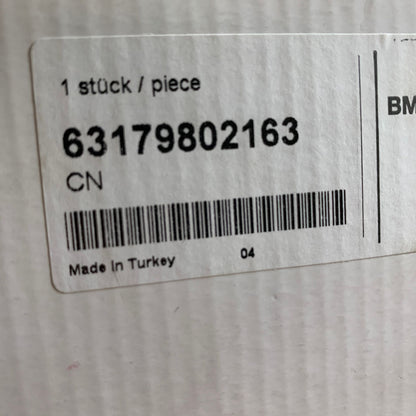 1 stück / piece
63179802163
CN
Made in Turkey 04
BM